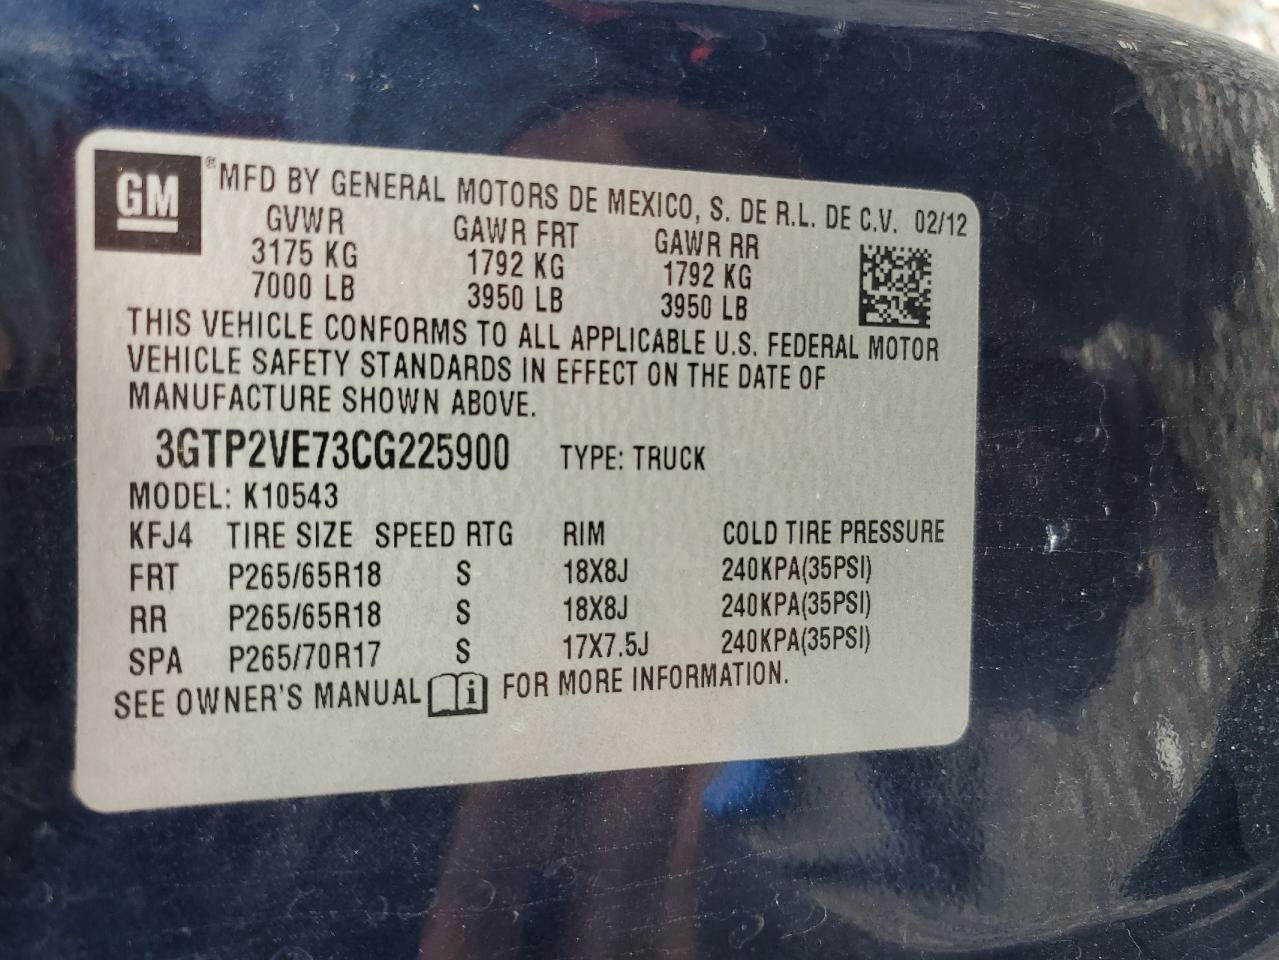 GM ® MFD BY GENERAL MOTORS DE MEXICO, S. DE R.L. DE C.V. 02/12
GVWR GAWR FRT GAWR RR
3175 KG 1792 KG 1792 KG
7000 LB 3950 LB 3950 LB
THIS VEHICLE CONFORMS TO ALL APPLICABLE U.S. FEDERAL MOTOR
VEHICLE SAFETY STANDARDS IN EFFECT ON THE DATE OF
MANUFACTURE SHOWN ABOVE.
3GTP2VE73CG225900 TYPE: TRUCK
MODEL: K10543
KFJ4 TIRE SIZE SPEED RTG RIM COLD TIRE PRESSURE
FRT P265/65R18 S 18X8J 240KPA(35PSI)
RR P265/65R18 S 18X8J 240KPA(35PSI)
SPA P265/70R17 S 17X7.5J 240KPA(35PSI)
SEE OWNER'S MANUAL i FOR MORE INFORMATION.